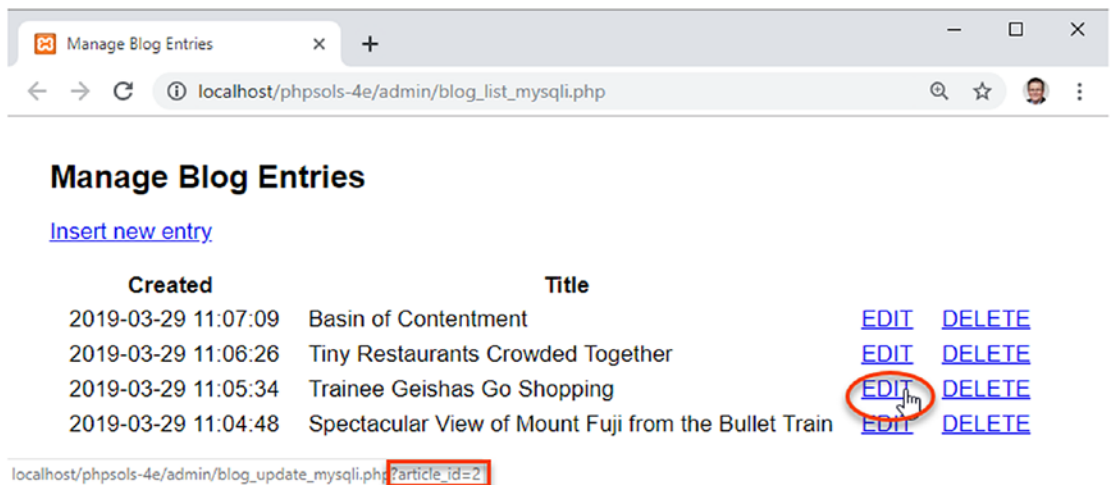 Manage Blog Entries
localhost/phpsols-4e/admin/blog_list_mysqli.php
Manage Blog Entries
Insert new entry
Created Title
2019-03-29 11:07:09 Basin of Contentment EDIT DELETE
2019-03-29 11:06:26 Tiny Restaurants Crowded Together EDIT DELETE
2019-03-29 11:05:34 Trainee Geishas Go Shopping EDIT DELETE
2019-03-29 11:04:48 Spectacular View of Mount Fuji from the Bullet Train EDIT DELETE
localhost/phpsols-4e/admin/blog_update_mysqli.php?article_id=2